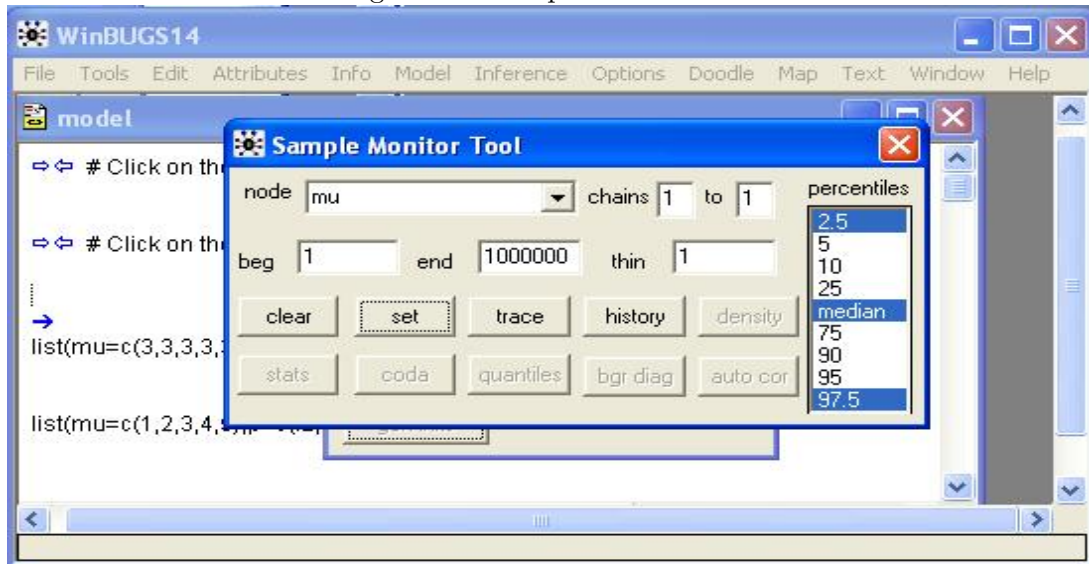 WinBUGS14
File Tools Edit Attributes Info Model Inference Options Doodle Map Text Window Help
model
Sample Monitor Tool
# Click on the
# Click on the
list(mu=c(3,3,3,3,
list(mu=c(1,2,3,4,
node mu chains 1 to 1 percentiles
beg 1 end 1000000 thin 1
clear set trace history density
stats coda quantiles bgr diag auto cor
2.5
5
10
25
median
75
90
95
97.5